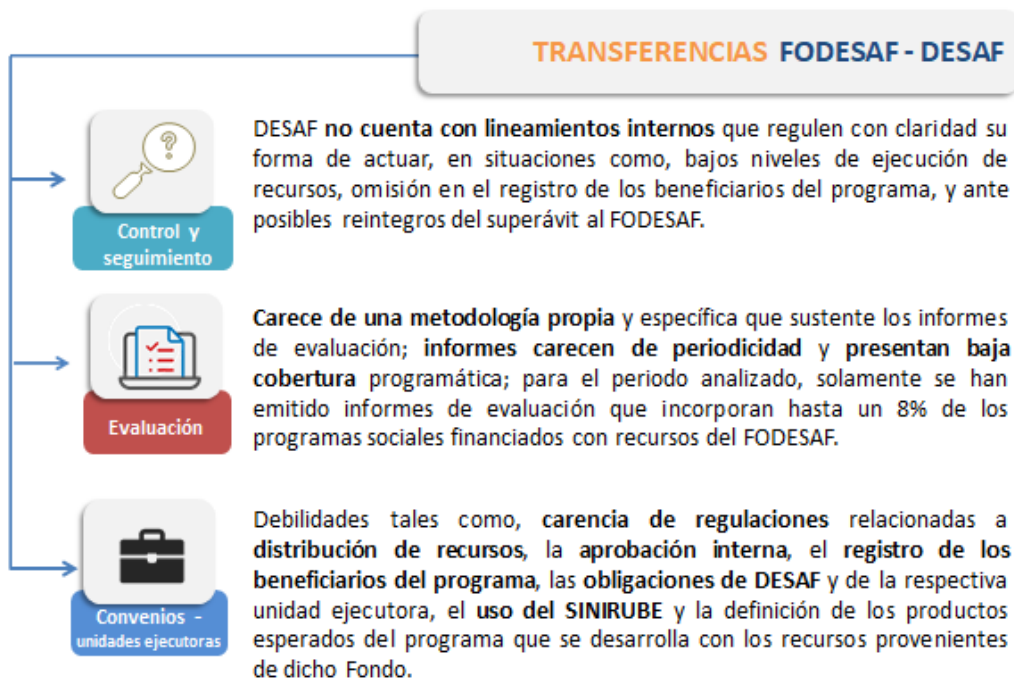 TRANSFERENCIAS FODESAF - DESAF
?
Control y
seguimiento
DESAF no cuenta con lineamientos internos que regulen con claridad su
forma de actuar, en situaciones como, bajos niveles de ejecución de
recursos, omisión en el registro de los beneficiarios del programa, y ante
posibles reintegros del superávit al FODESAF.
Evaluación
Carece de una metodología propia y específica que sustente los informes
de evaluación; informes carecen de periodicidad y presentan baja
cobertura programática; para el periodo analizado, solamente se han
emitido informes de evaluación que incorporan hasta un 8% de los
programas sociales financiados con recursos del FODESAF.
Convenios -
unidades ejecutoras
Debilidades tales como, carencia de regulaciones relacionadas a
distribución de recursos, la aprobación interna, el registro de los
beneficiarios del programa, las obligaciones de DESAF y de la respectiva
unidad ejecutora, el uso del SINIRUBE y la definición de los productos
esperados del programa que se desarrolla con los recursos provenientes
de dicho Fondo.